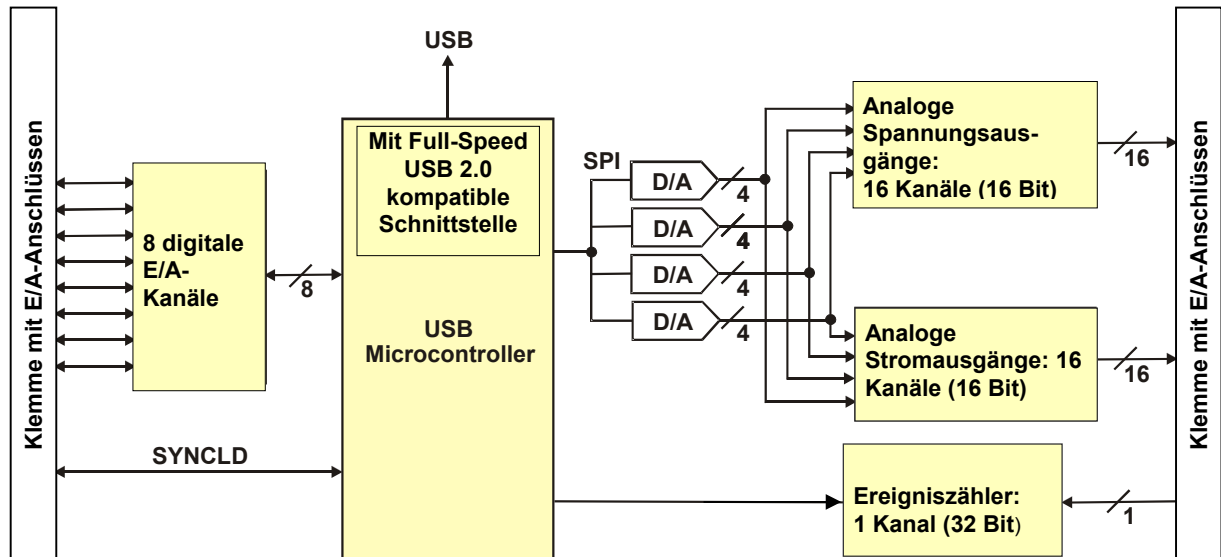 Klemme mit E/A-Anschlüssen
8 digitale
E/A-
Kanäle
8
SYNCLD
USB
Mit Full-Speed
USB 2.0
kompatible
Schnittstelle
USB
Microcontroller
SPI
D/A
4
D/A
4
D/A
4
D/A
4
Analoge
Spannungsaus-
gänge:
16 Kanäle (16 Bit)
16
Analoge
Stromausgänge: 16
Kanäle (16 Bit)
16
Ereigniszähler:
1 Kanal (32 Bit)
1
Klemme mit E/A-Anschlüssen